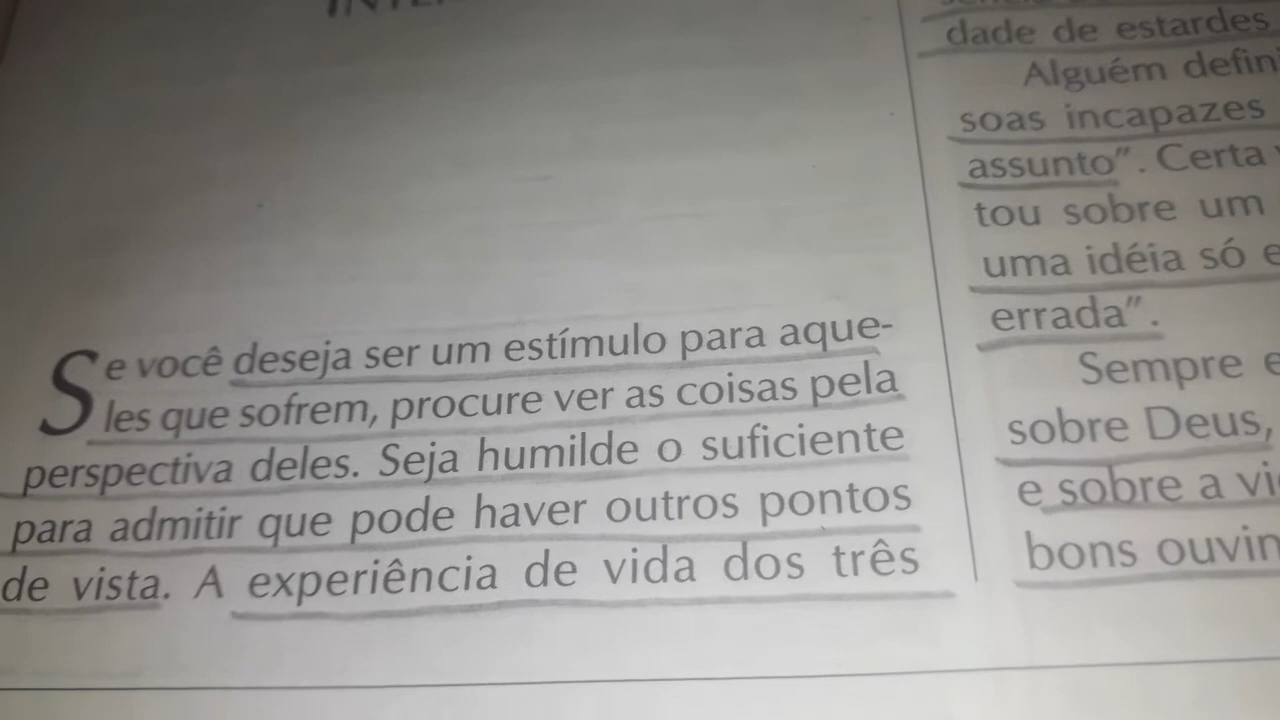 Se você deseja ser um estímulo para aque-
les que sofrem, procure ver as coisas pela
perspectiva deles. Seja humilde o suficiente
para admitir que pode haver outros pontos
de vista. A experiência de vida dos três
dade de estardes
Alguém defin
soas incapazes
assunto". Certa
tou sobre um
uma idéia só e
errada".
Sempre e
sobre Deus,
e sobre a vi
bons ouvin